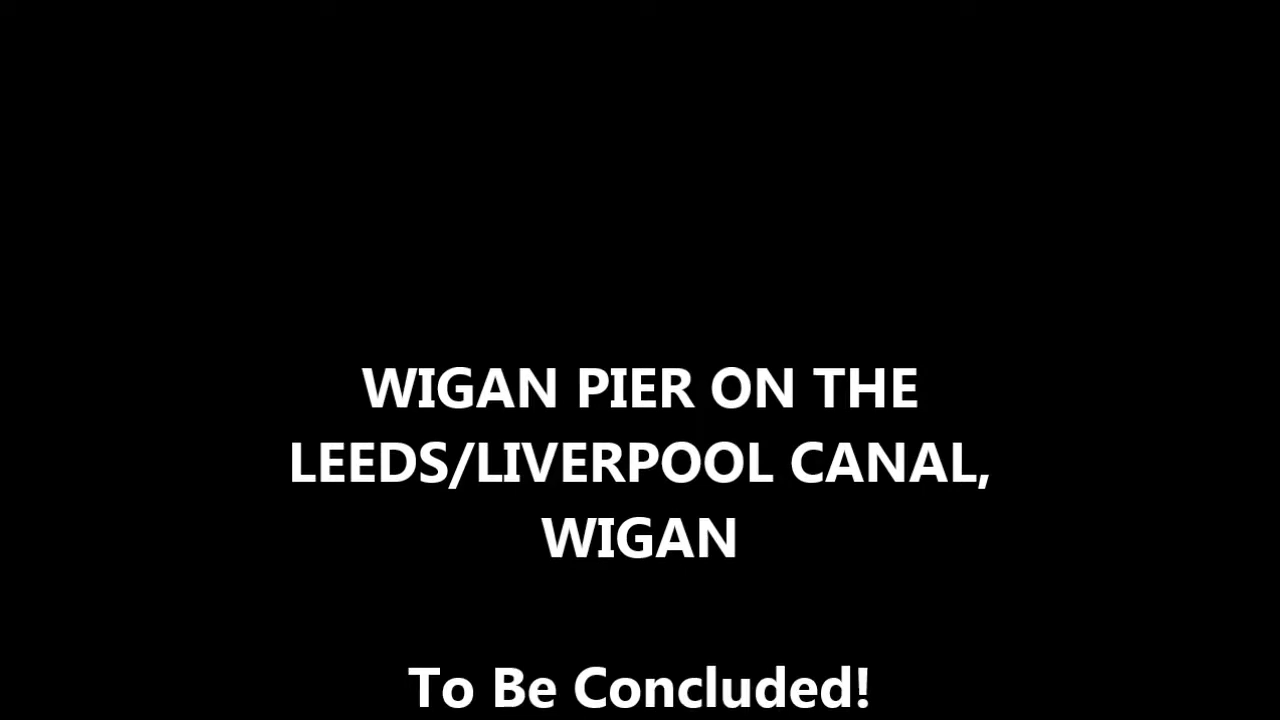 WIGAN PIER ON THE
LEEDS/LIVERPOOL CANAL,
WIGAN
To Be Concluded!